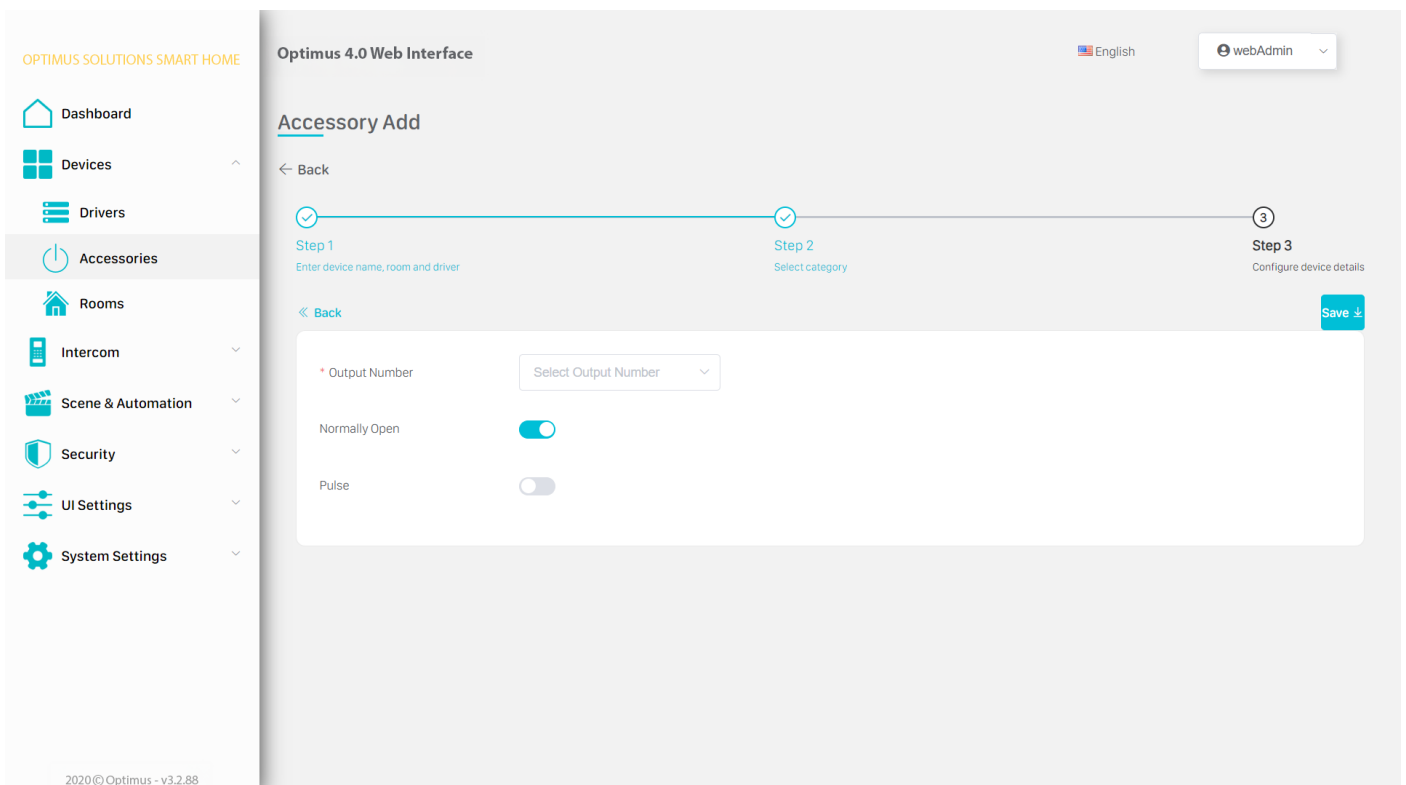 OPTIMUS SOLUTIONS SMART HOME
Dashboard
Devices
Drivers
Accessories
Rooms
Intercom
Scene & Automation
Security
UI Settings
System Settings
2020 © Optimus - v3.2.88
Optimus 4.0 Web Interface
English
webAdmin
Accessory Add
← Back
3
Step 1
Step 2
Step 3
Enter device name, room and driver
Select category
Configure device details
« Back
Save
* Output Number
Select Output Number
Normally Open
Pulse